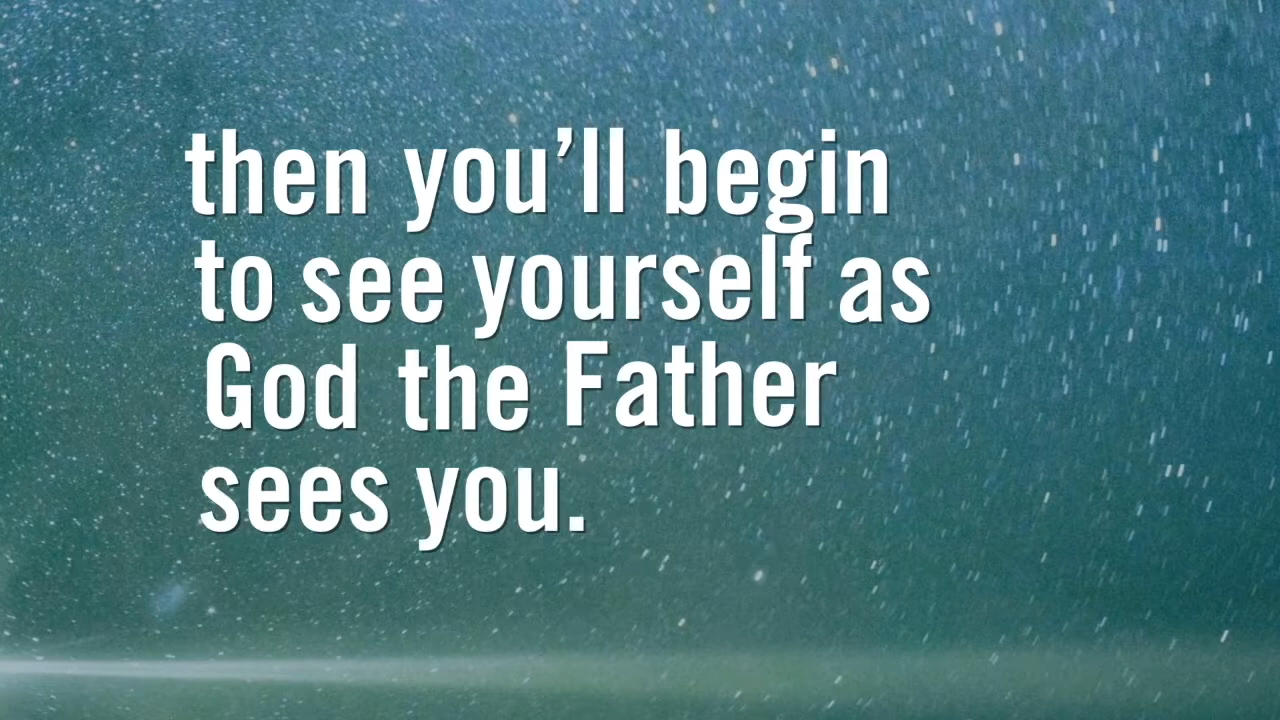 then you’ll begin
to see yourself as
God the Father
sees you.